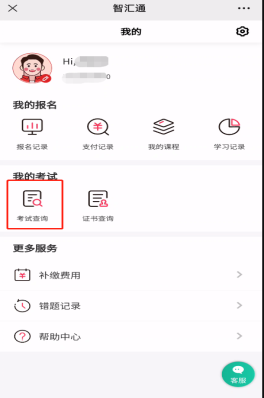 智汇通
我的
Hi,
我的报名
报名记录 支付记录 我的课程 学习记录
我的考试
考试查询 证书查询
更多服务
补缴费用
错题记录
帮助中心
客服